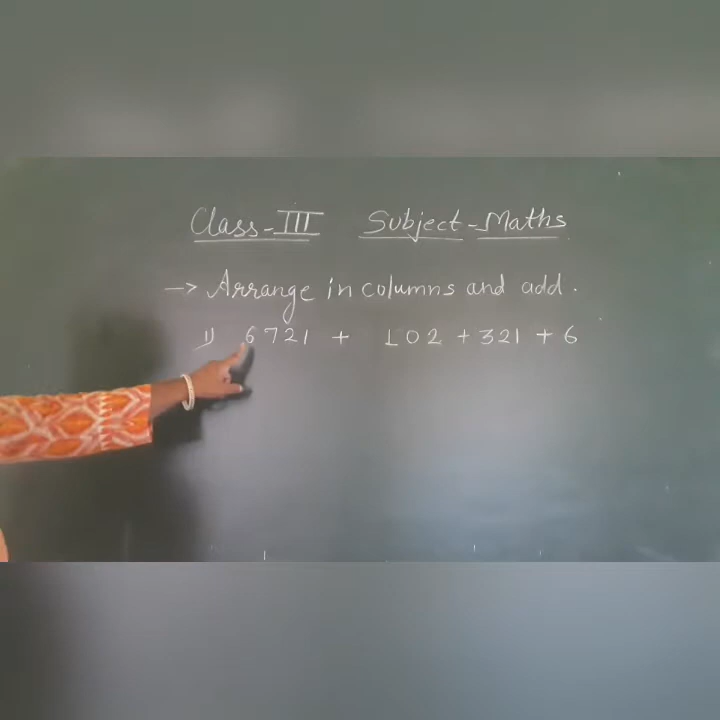 Class-III Subject-Maths
→ Arrange in columns and add.
1) 6721 + 102 + 321 + 6